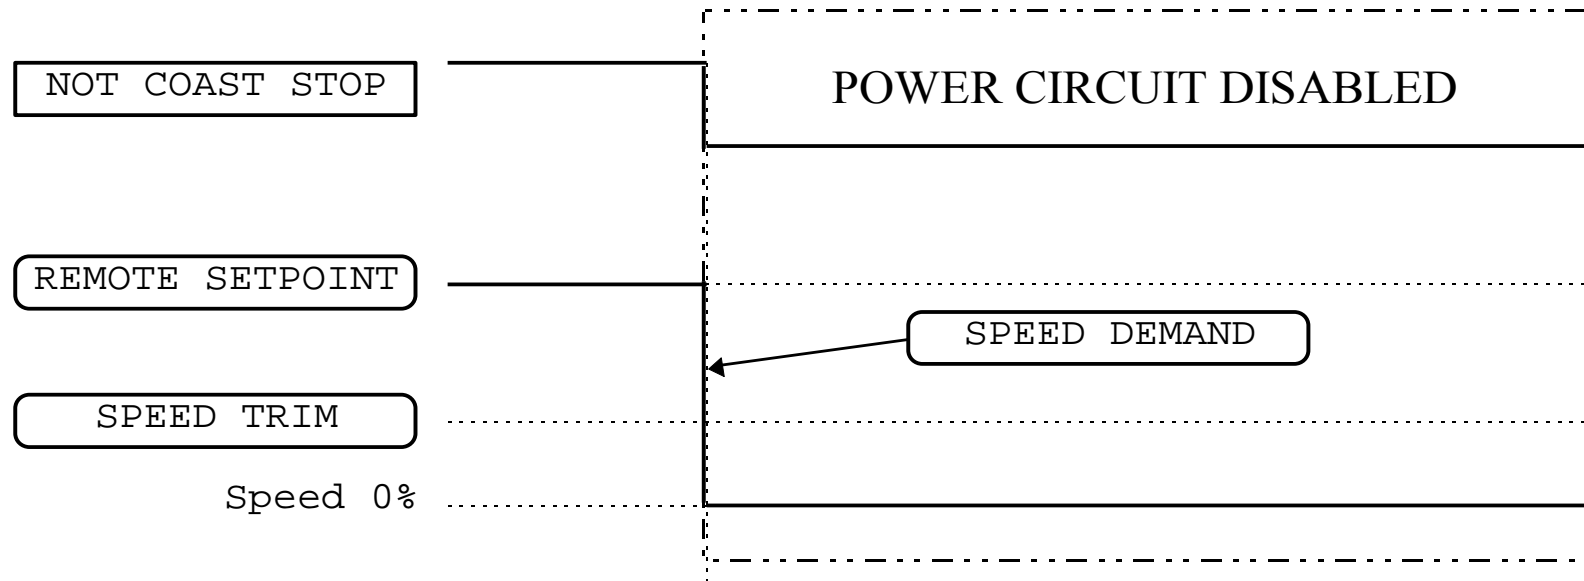 NOT COAST STOP
POWER CIRCUIT DISABLED
REMOTE SETPOINT
SPEED DEMAND
SPEED TRIM
Speed 0%